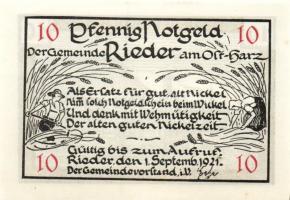 10 Pfennig Notgeld. 10
Der Gemeinde Rieder am Ost-Harz
Als Ersatz für gut, alt Nickel
Nim solch Notgeldschein beim Wickel
Und denk mit Wehmütigkeit
Der alten guten Nickelzeit.
Gültig bis zum Aufruf.
10 Rieder, den 1. Septemb. 1921. 10
Der Gemeindevorstand, i.V.